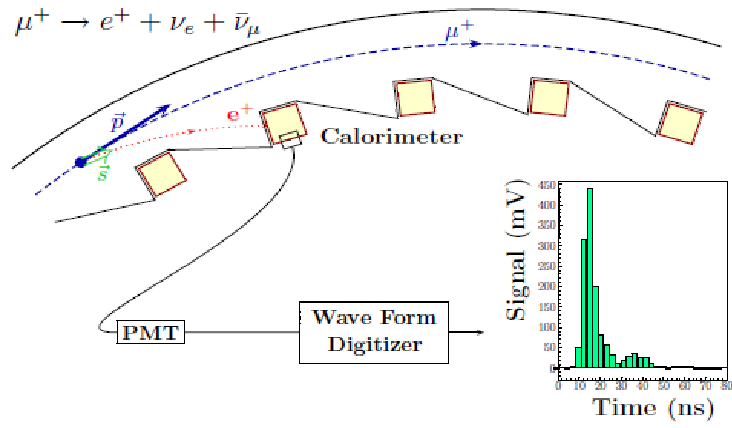 μ⁺ → e⁺ + ν_e + ν̄_μ
μ⁺
p⃗
e⁺
s⃗
Calorimeter
PMT
Wave Form
Digitizer
Signal (mV)
450
400
350
300
250
200
150
100
50
0
0 10 20 30 40 50 60 70 80
Time (ns)